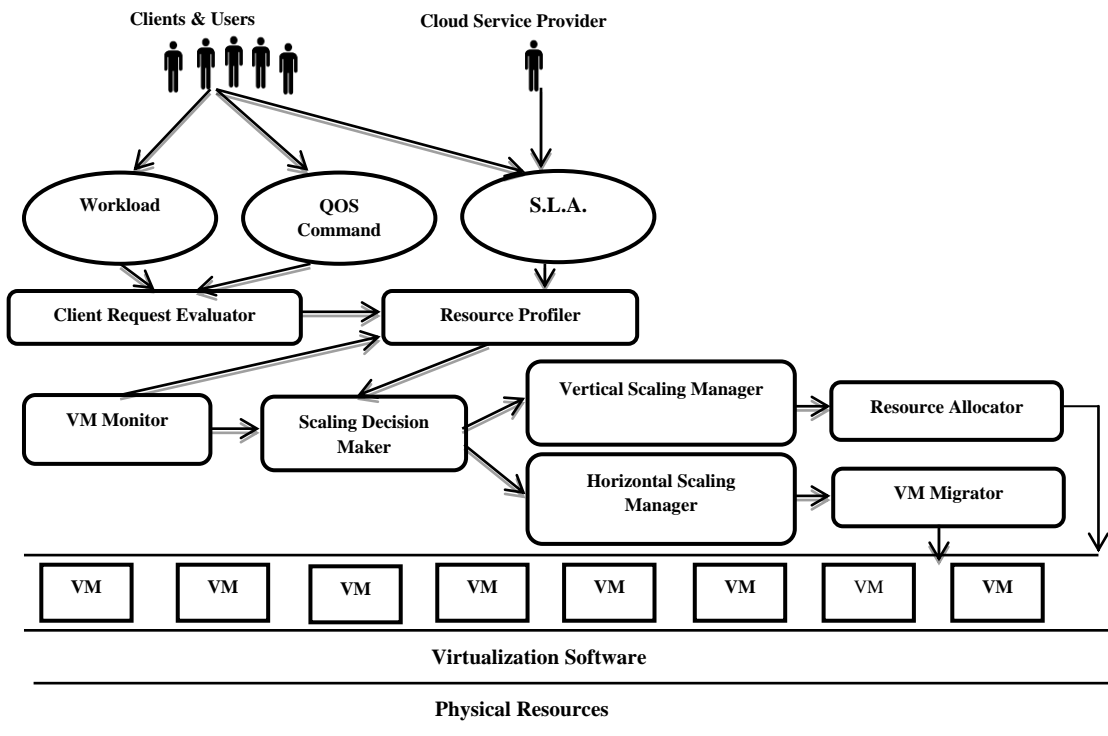 Clients & Users
Cloud Service Provider
Workload
QOS
Command
S.L.A.
Client Request Evaluator
Resource Profiler
VM Monitor
Scaling Decision
Maker
Vertical Scaling Manager
Resource Allocator
Horizontal Scaling
Manager
VM Migrator
VM
VM
VM
VM
VM
VM
VM
VM
Virtualization Software
Physical Resources